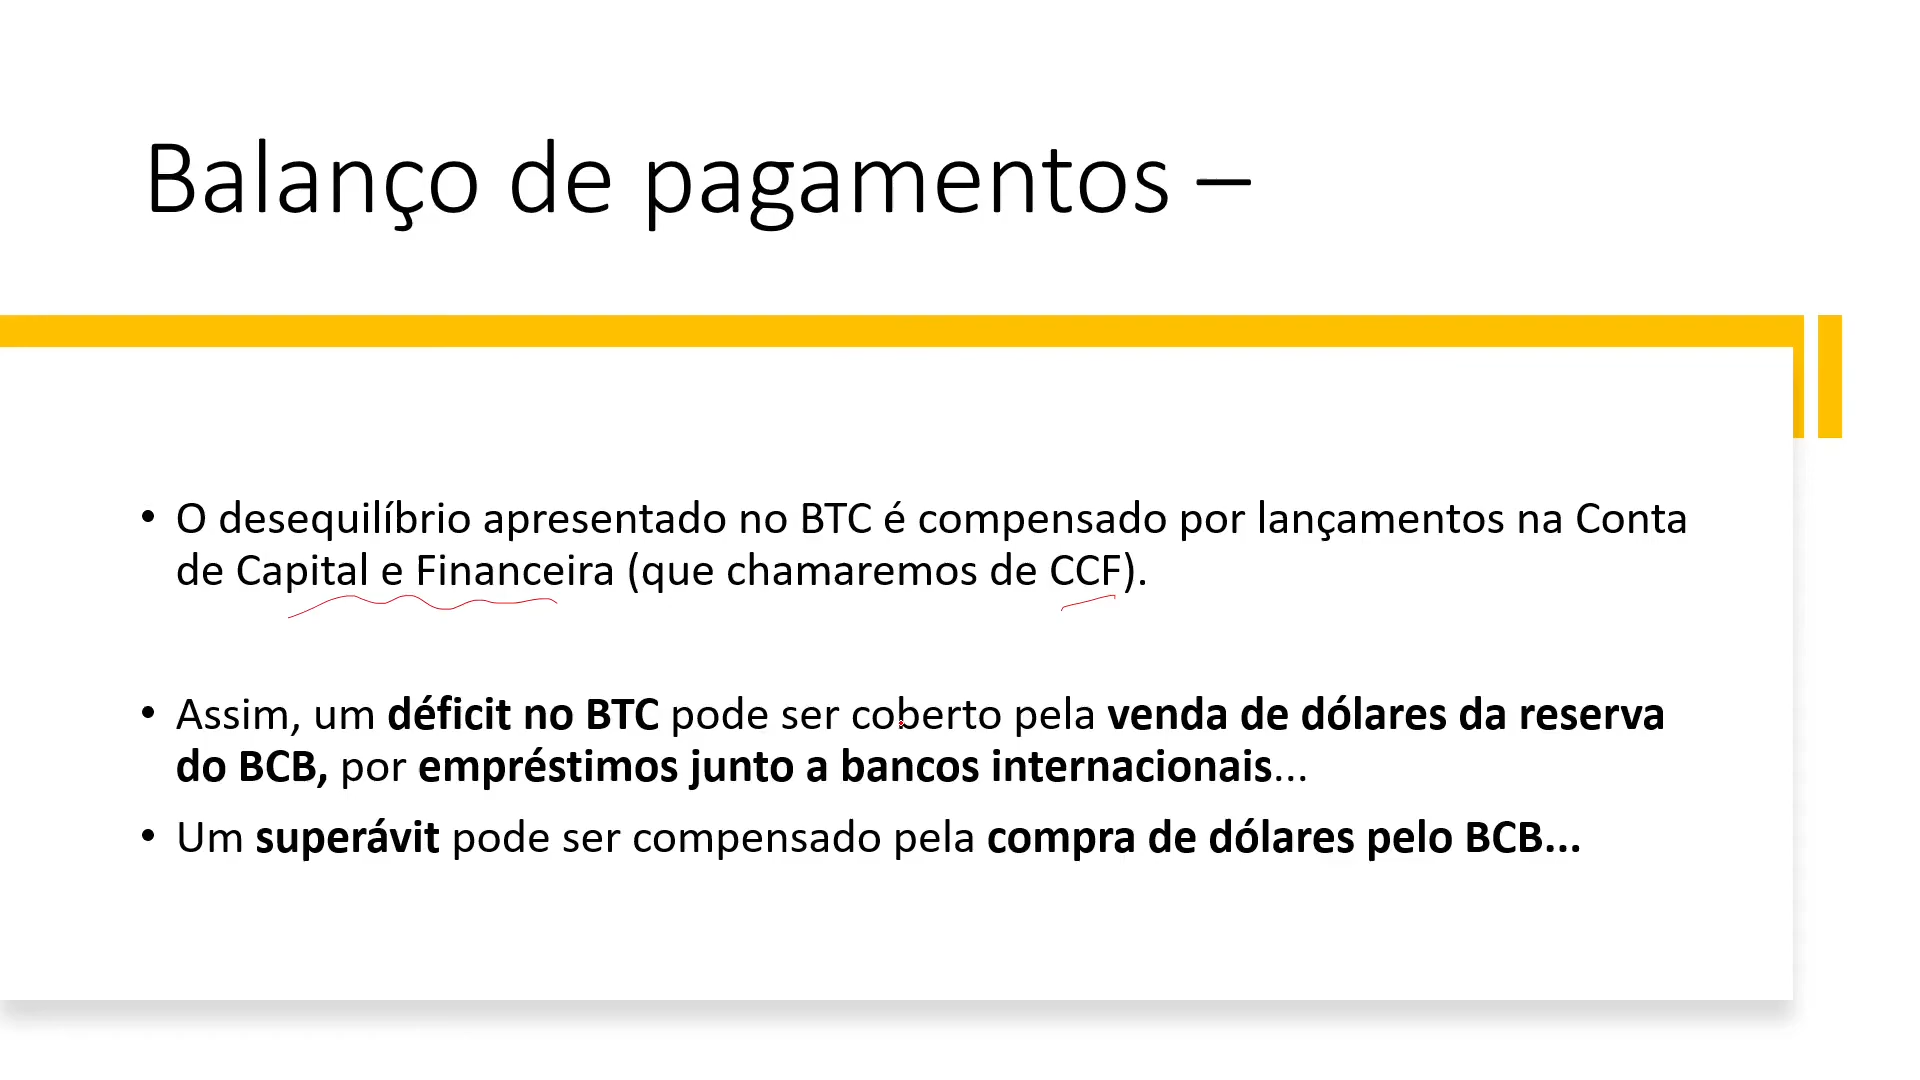 Balanço de pagamentos –
• O desequilíbrio apresentado no BTC é compensado por lançamentos na Conta
de Capital e Financeira (que chamaremos de CCF).
• Assim, um déficit no BTC pode ser coberto pela venda de dólares da reserva
do BCB, por empréstimos junto a bancos internacionais...
• Um superávit pode ser compensado pela compra de dólares pelo BCB...